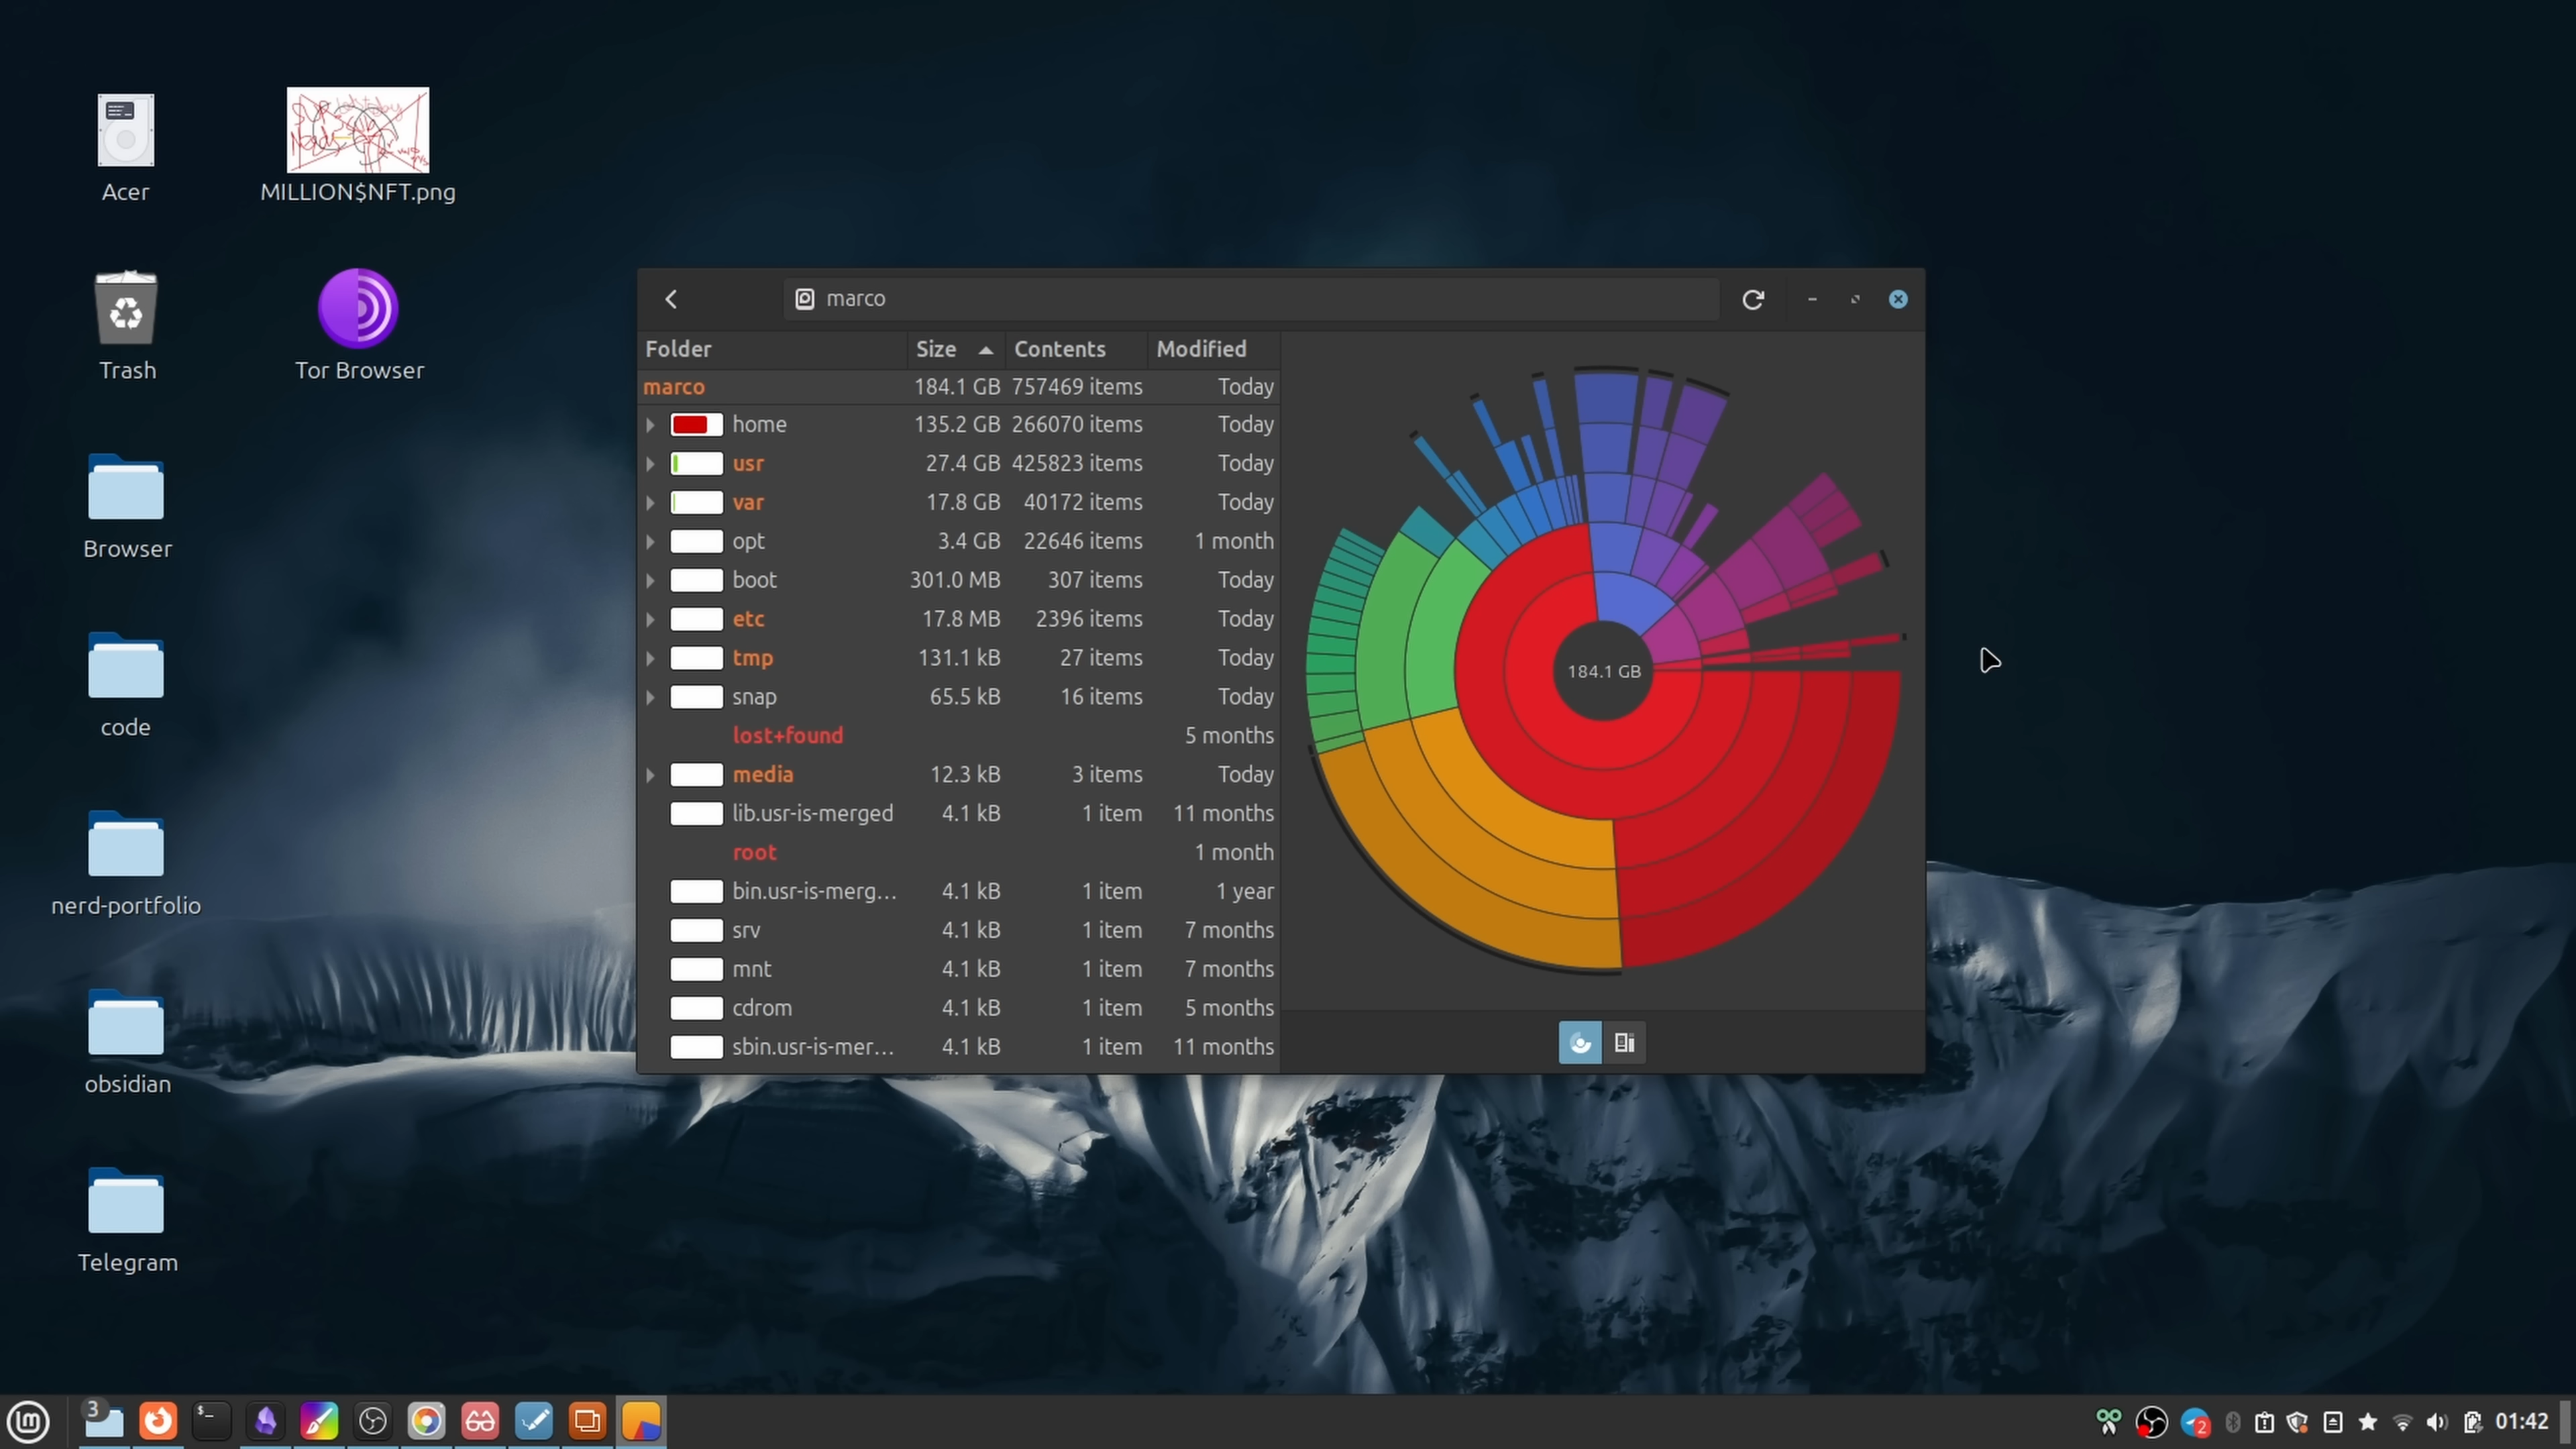 Acer
MILLION$NFT.png
Trash
Tor Browser
Browser
code
nerd-portfolio
obsidian
Telegram
marco
Folder Size Contents Modified
marco 184.1 GB 757469 items Today
home 135.2 GB 266070 items Today
usr 27.4 GB 425823 items Today
var 17.8 GB 40172 items Today
opt 3.4 GB 22646 items 1 month
boot 301.0 MB 307 items Today
etc 17.8 MB 2396 items Today
tmp 131.1 kB 27 items Today
snap 65.5 kB 16 items Today
lost+found 5 months
media 12.3 kB 3 items Today
lib.usr-is-merged 4.1 kB 1 item 11 months
root 1 month
bin.usr-is-merg... 4.1 kB 1 item 1 year
srv 4.1 kB 1 item 7 months
mnt 4.1 kB 1 item 7 months
cdrom 4.1 kB 1 item 5 months
sbin.usr-is-mer... 4.1 kB 1 item 11 months
184.1 GB
3
$_
2
01:42